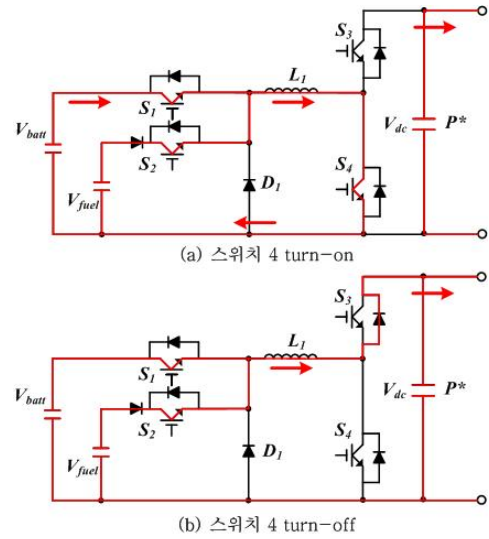 S3
L1
S1
Vbatt
S2
Vdc
P*
S4
D1
Vfuel
(a) 스위치 4 turn-on
S3
L1
S1
Vbatt
S2
Vdc
P*
S4
D1
Vfuel
(b) 스위치 4 turn-off